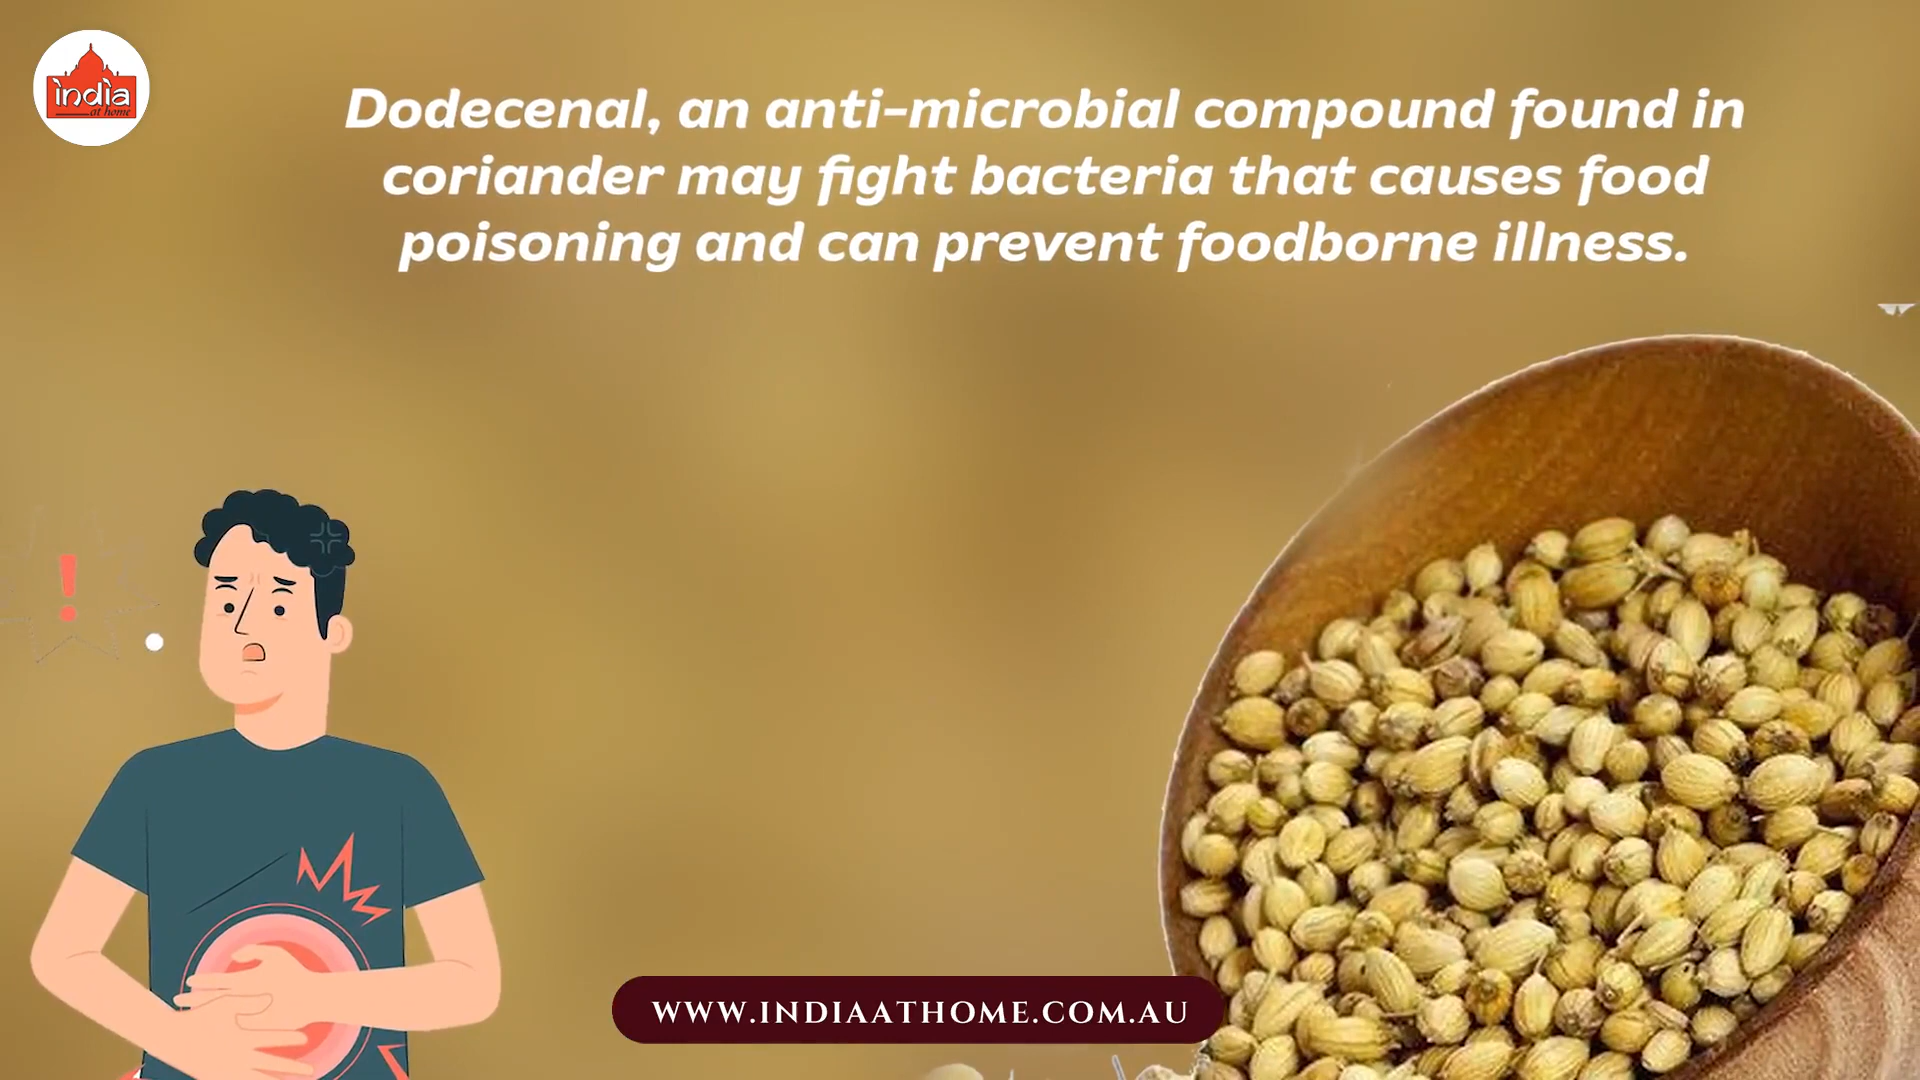 india
at home
Dodecenal, an anti-microbial compound found in
coriander may fight bacteria that causes food
poisoning and can prevent foodborne illness.
!
WWW.INDIAATHOME.COM.AU